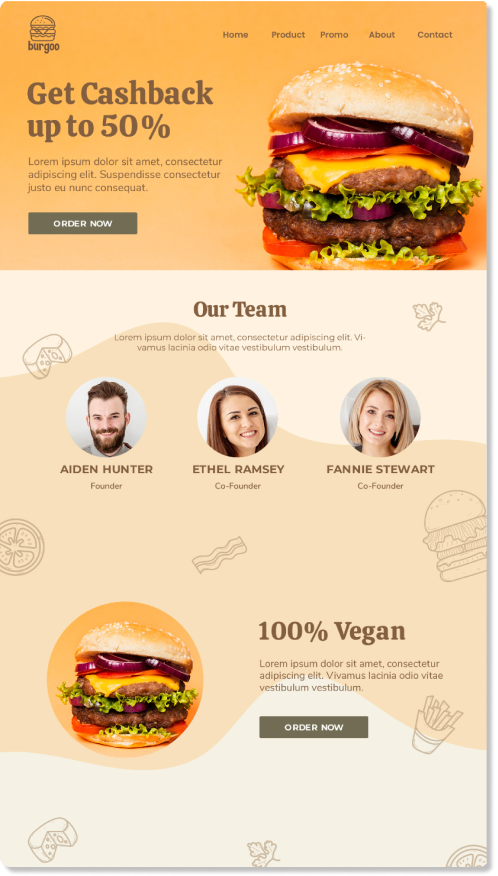 burgoo
Home Product Promo About Contact
Get Cashback
up to 50%
Lorem ipsum dolor sit amet, consectetur
adipiscing elit. Suspendisse consectetur
justo eu nunc consequat.
ORDER NOW
Our Team
Lorem ipsum dolor sit amet, consectetur adipiscing elit. Vi-
vamus lacinia odio vitae vestibulum vestibulum.
AIDEN HUNTER
Founder
ETHEL RAMSEY
Co-Founder
FANNIE STEWART
Co-Founder
100% Vegan
Lorem ipsum dolor sit amet, consectetur
adipiscing elit. Vivamus lacinia odio vitae
vestibulum vestibulum.
ORDER NOW